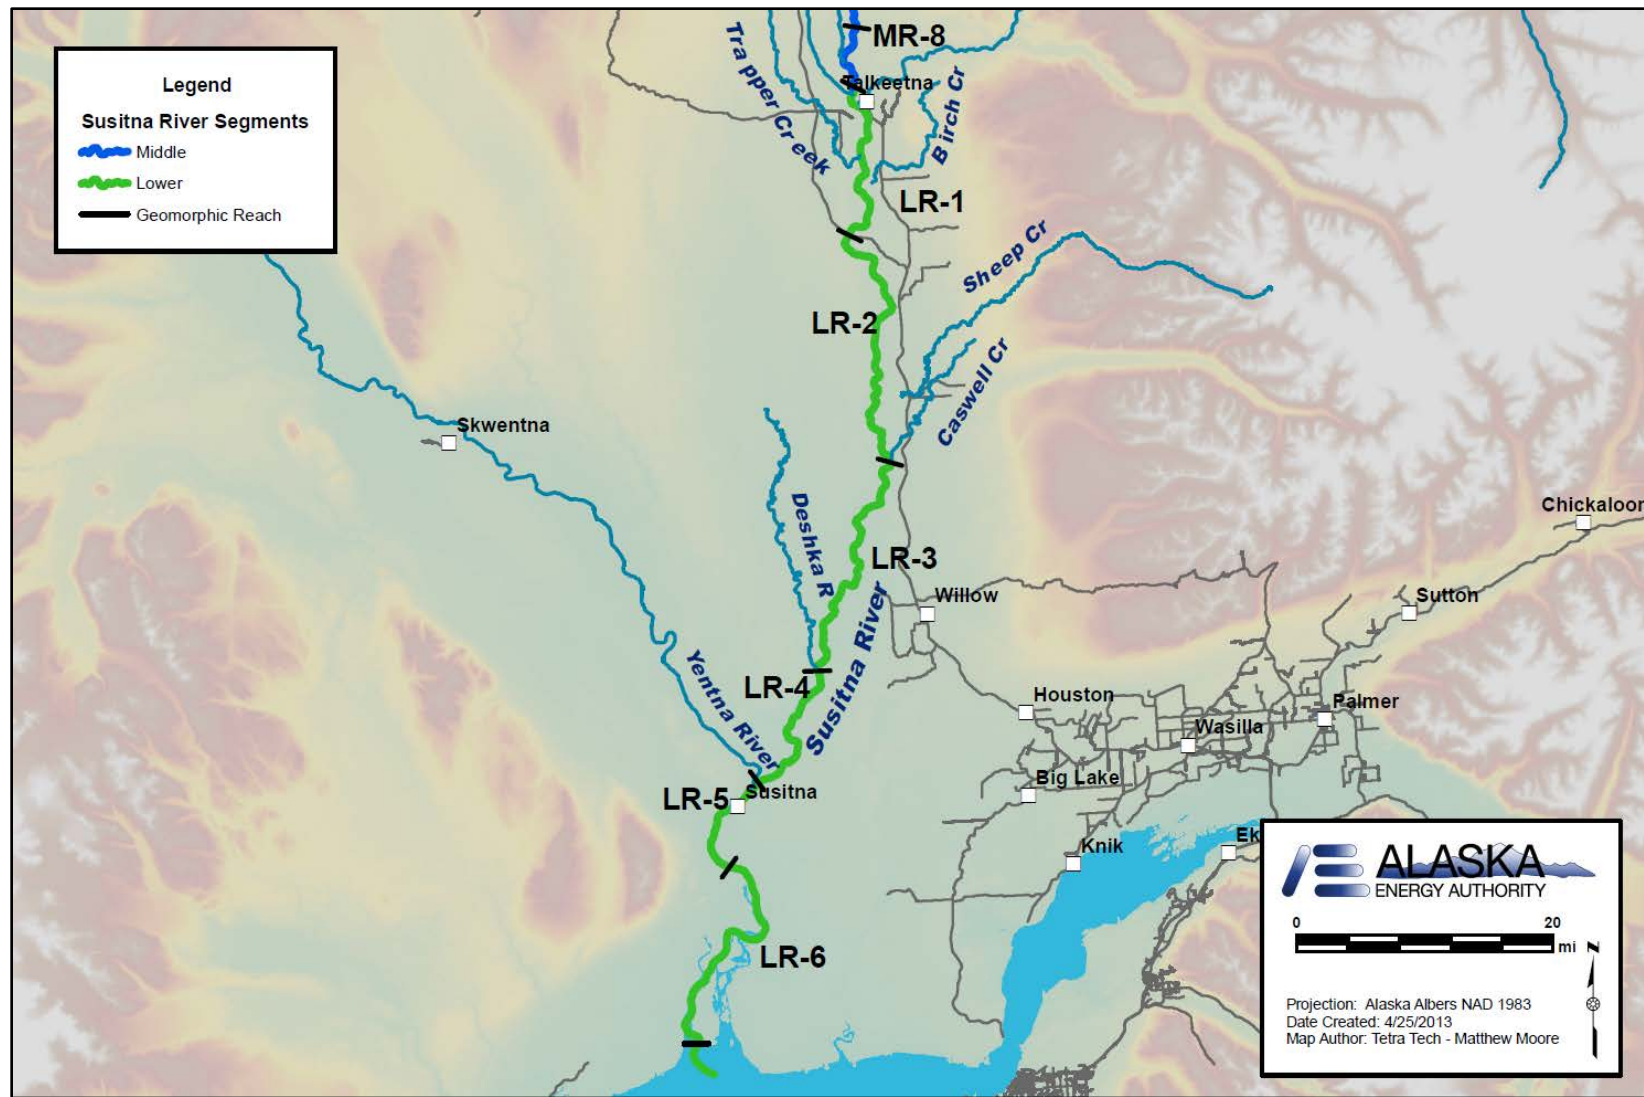 Legend
Susitna River Segments
Middle
Lower
Geomorphic Reach
MR-8
Talkeetna
Trapper Creek
Birch Cr
LR-1
Sheep Cr
LR-2
Caswell Cr
Skwentna
Deshka R
LR-3
Chickaloon
Willow
Sutton
Susitna River
Yentna River
LR-4
Houston
Palmer
Wasilla
Big Lake
LR-5
Susitna
Knik
Ek
LR-6
ALASKA
ENERGY AUTHORITY
0 20
mi
N
Projection: Alaska Albers NAD 1983
Date Created: 4/25/2013
Map Author: Tetra Tech - Matthew Moore